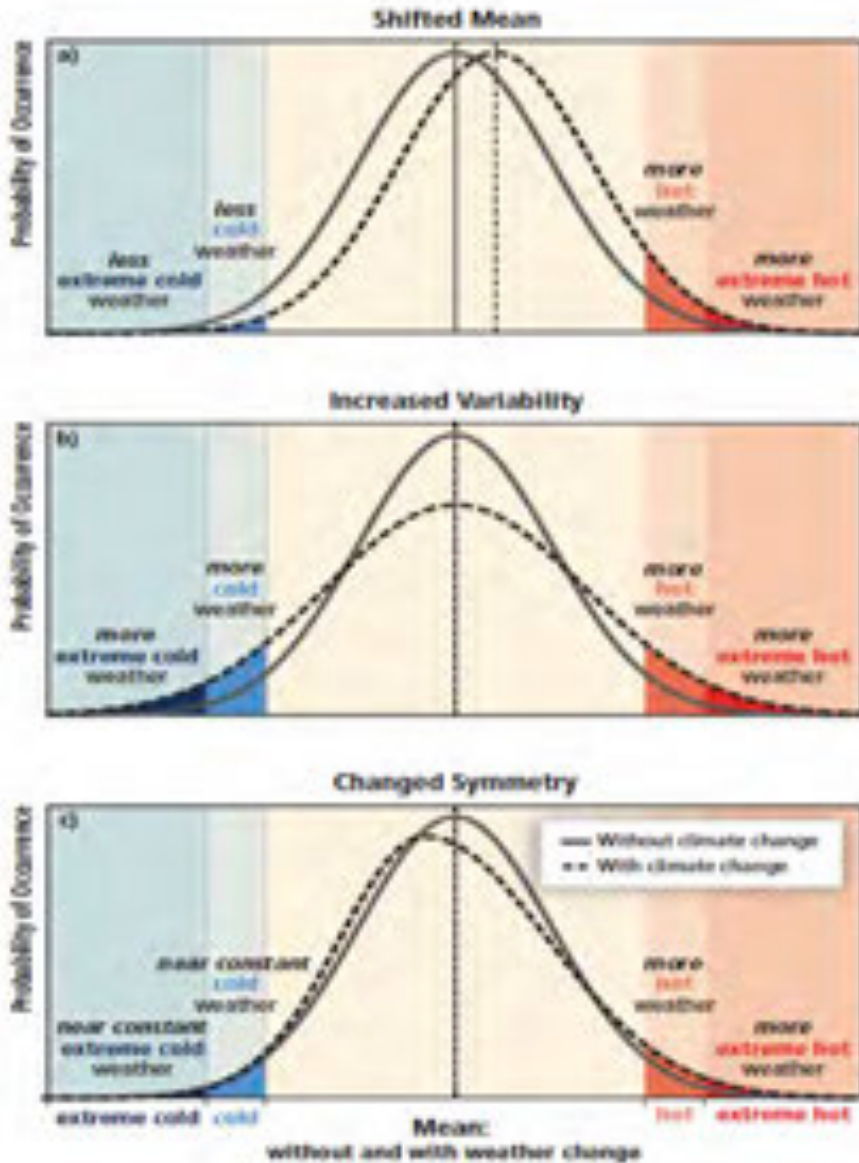 Shifted Mean
a)
Probability of Occurrence
less
cold
weather
less
extreme cold
weather
more
hot
weather
more
extreme hot
weather
Increased Variability
b)
Probability of Occurrence
more
cold
weather
more
extreme cold
weather
more
hot
weather
more
extreme hot
weather
Changed Symmetry
c)
Probability of Occurrence
Without climate change
With climate change
near constant
cold
weather
near constant
extreme cold
weather
more
hot
weather
more
extreme hot
weather
extreme cold
cold
Mean:
without and with weather change
hot
extreme hot